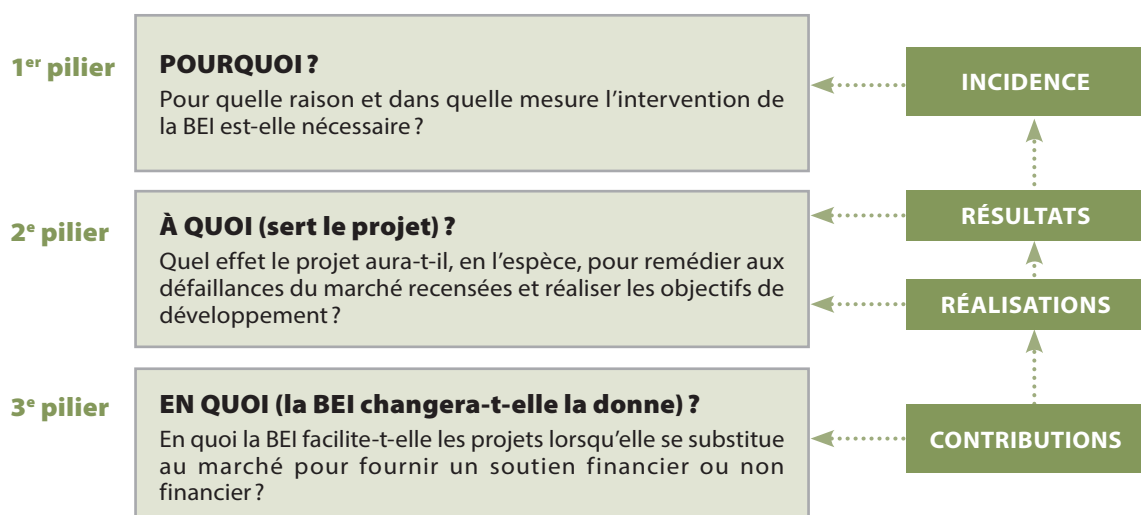 1er pilier
POURQUOI ?
Pour quelle raison et dans quelle mesure l'intervention de
la BEI est-elle nécessaire ?
INCIDENCE
2e pilier
À QUOI (sert le projet) ?
Quel effet le projet aura-t-il, en l'espèce, pour remédier aux
défaillances du marché recensées et réaliser les objectifs de
développement ?
RÉSULTATS
RÉALISATIONS
3e pilier
EN QUOI (la BEI changera-t-elle la donne) ?
En quoi la BEI facilite-t-elle les projets lorsqu'elle se substitue
au marché pour fournir un soutien financier ou non
financier ?
CONTRIBUTIONS